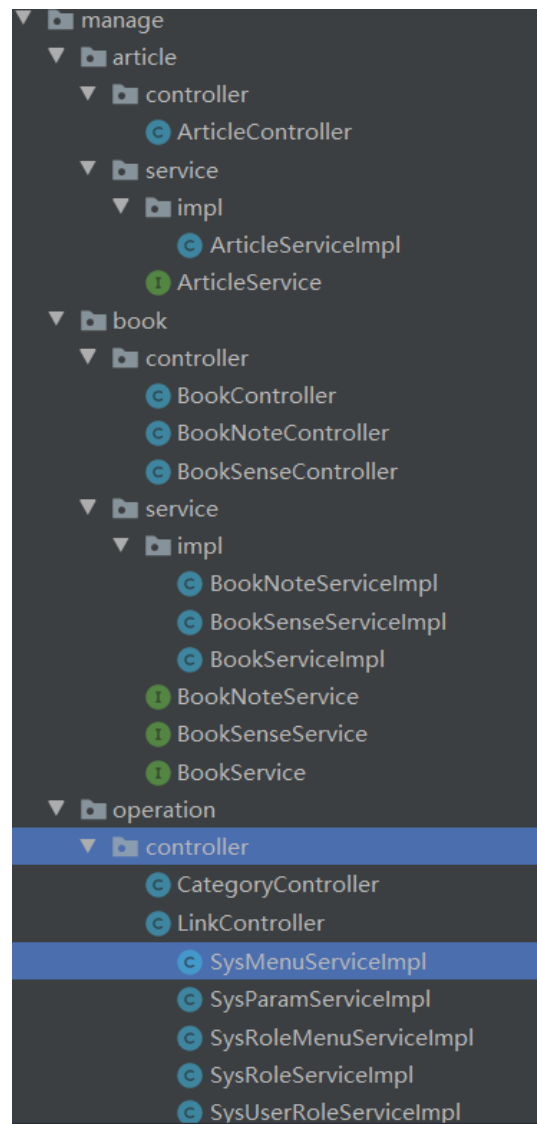 manage
article
controller
ArticleController
service
impl
ArticleServiceImpl
ArticleService
book
controller
BookController
BookNoteController
BookSenseController
service
impl
BookNoteServiceImpl
BookSenseServiceImpl
BookServiceImpl
BookNoteService
BookSenseService
BookService
operation
controller
CategoryController
LinkController
SysMenuServiceImpl
SysParamServiceImpl
SysRoleMenuServiceImpl
SysRoleServiceImpl
SysUserRoleServiceImpl